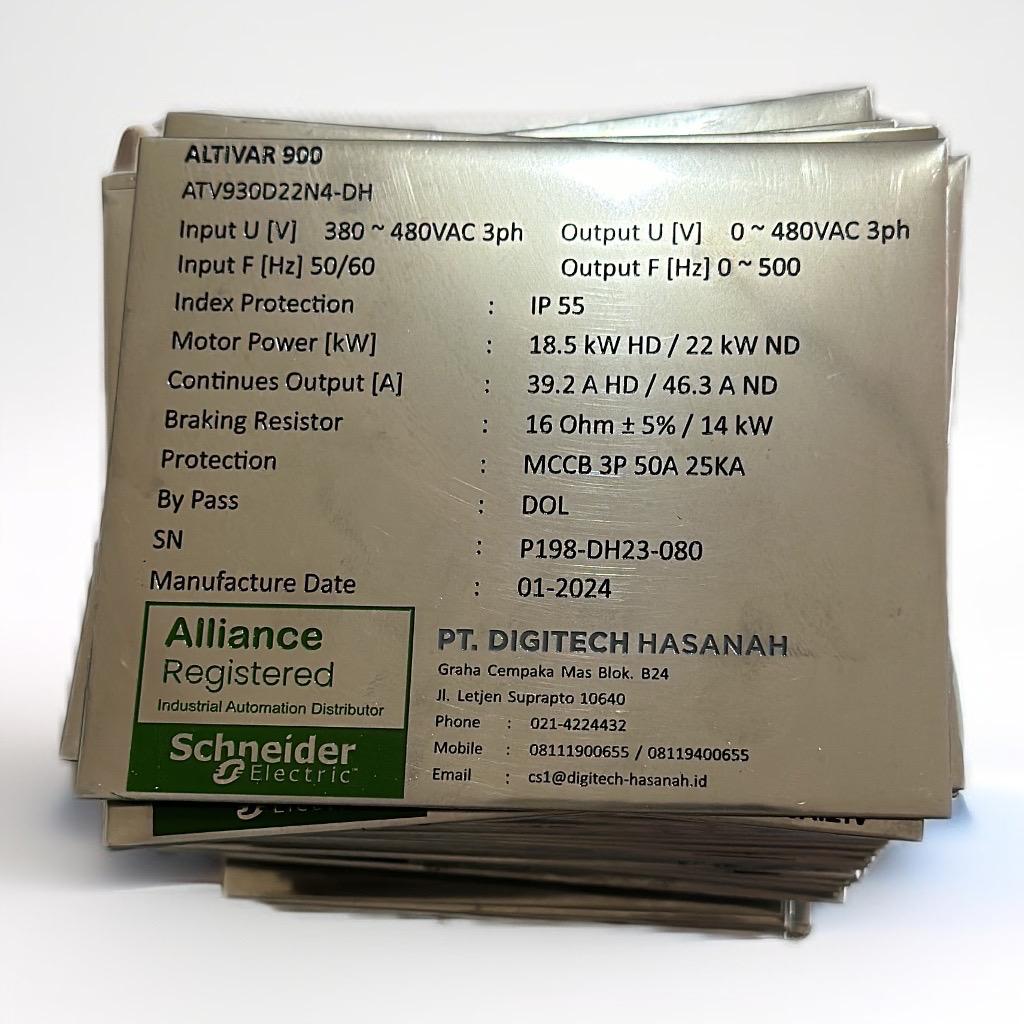 ALTIVAR 900
ATV930D22N4-DH
Input U [V] 380 ~ 480VAC 3ph Output U [V] 0 ~ 480VAC 3ph
Input F [Hz] 50/60 Output F [Hz] 0 ~ 500
Index Protection : IP 55
Motor Power [kW] : 18.5 kW HD / 22 kW ND
Continues Output [A] : 39.2 A HD / 46.3 A ND
Braking Resistor : 16 Ohm ± 5% / 14 kW
Protection : MCCB 3P 50A 25KA
By Pass : DOL
SN : P198-DH23-080
Manufacture Date : 01-2024
Alliance
Registered
Industrial Automation Distributor
Schneider
Electric™
PT. DIGITECH HASANAH
Graha Cempaka Mas Blok. B24
Jl. Letjen Suprapto 10640
Phone : 021-4224432
Mobile : 08111900655 / 08119400655
Email : cs1@digitech-hasanah.id